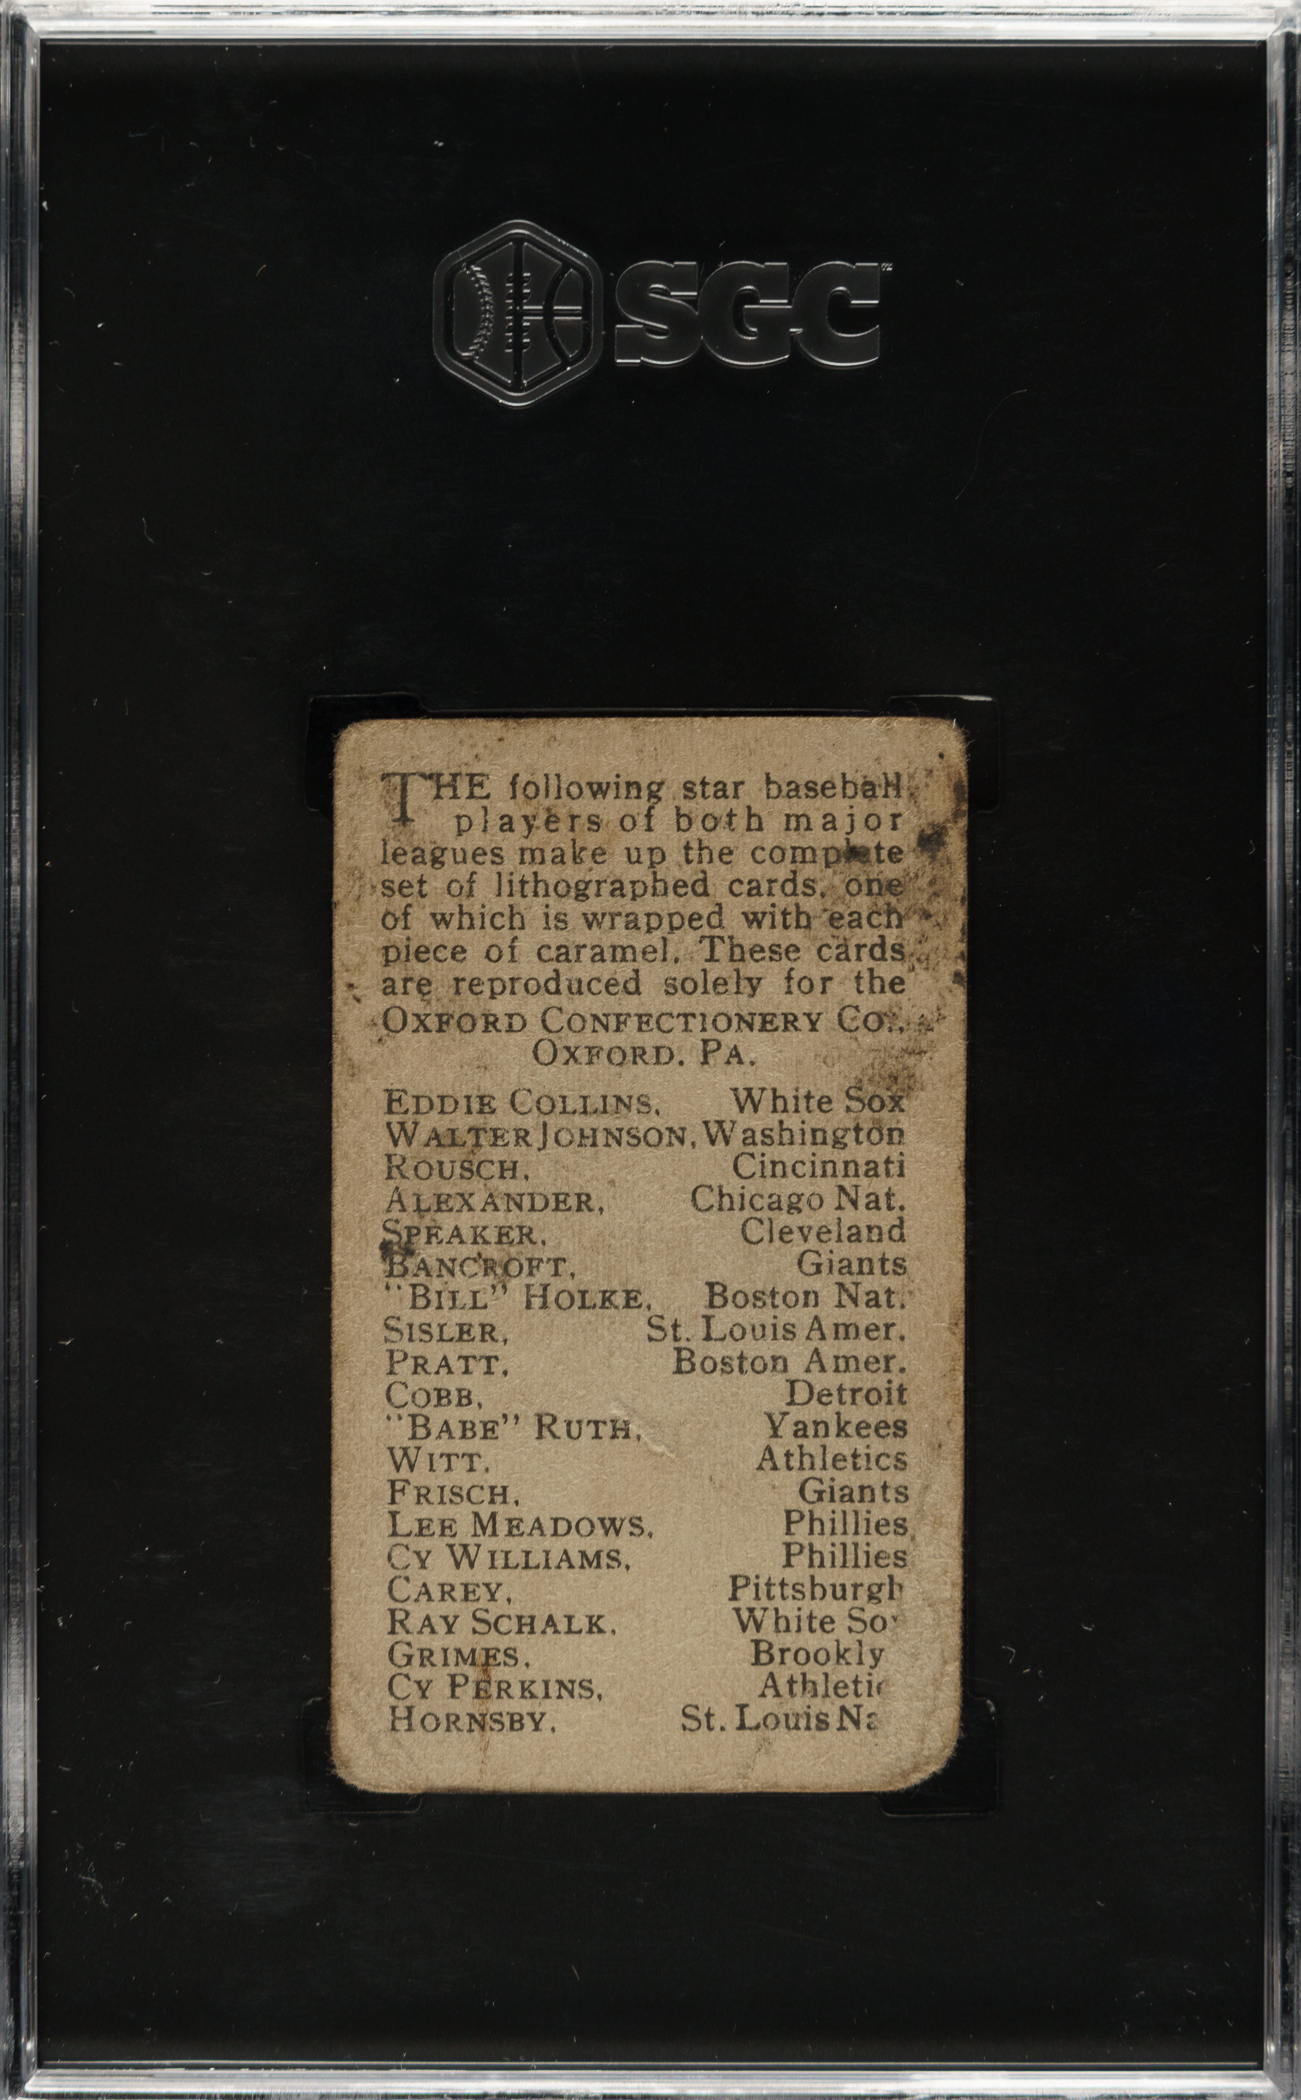 SGC
THE following star baseball
players of both major
leagues make up the complete
set of lithographed cards, one
of which is wrapped with each
piece of caramel. These cards
are reproduced solely for the
OXFORD CONFECTIONERY CO.,
OXFORD, PA.
EDDIE COLLINS, White Sox
WALTER JOHNSON, Washington
ROUSCH, Cincinnati
ALEXANDER, Chicago Nat.
SPEAKER, Cleveland
BANCROFT, Giants
"BILL" HOLKE, Boston Nat.
SISLER, St. Louis Amer.
PRATT, Boston Amer.
COBB, Detroit
"BABE" RUTH, Yankees
WITT, Athletics
FRISCH, Giants
LEE MEADOWS, Phillies
CY WILLIAMS, Phillies
CAREY, Pittsburgh
RAY SCHALK, White So
GRIMES, Brookly
CY PERKINS, Athleti
HORNSBY, St. Louis Na